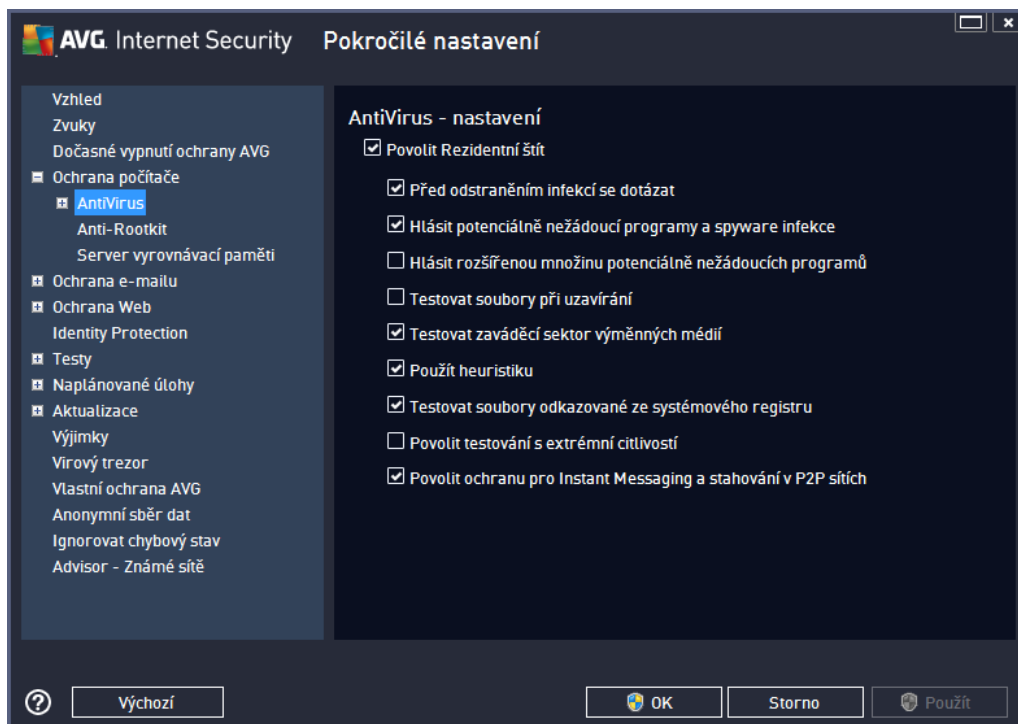 AVG. Internet Security Pokročilé nastavení
Vzhled
Zvuky
Dočasné vypnutí ochrany AVG
Ochrana počítače
AntiVirus
Anti-Rootkit
Server vyrovnávací paměti
Ochrana e-mailu
Ochrana Web
Identity Protection
Testy
Naplánované úlohy
Aktualizace
Výjimky
Virový trezor
Vlastní ochrana AVG
Anonymní sběr dat
Ignorovat chybový stav
Advisor - Známé sítě
AntiVirus - nastavení
Povolit Rezidentní štít
Před odstraněním infekcí se dotázat
Hlásit potenciálně nežádoucí programy a spyware infekce
Hlásit rozšířenou množinu potenciálně nežádoucích programů
Testovat soubory při uzavírání
Testovat zaváděcí sektor výměnných médií
Použít heuristiku
Testovat soubory odkazované ze systémového registru
Povolit testování s extrémní citlivostí
Povolit ochranu pro Instant Messaging a stahování v P2P sítích
Výchozí
OK
Storno
Použít